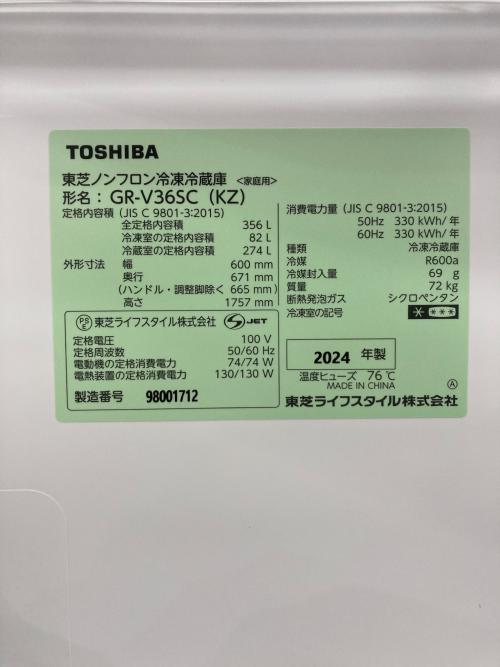 TOSHIBA
東芝ノンフロン冷凍冷蔵庫 <家庭用>
形名：GR-V36SC (KZ)
定格内容積 (JIS C 9801-3:2015)
全定格内容積 356 L
冷凍室の定格内容積 82 L
冷蔵室の定格内容積 274 L
外形寸法 幅 600 mm
奥行 671 mm
(ハンドル・調整脚除く 665 mm)
高さ 1757 mm
PS E 東芝ライフスタイル株式会社 S JET
定格電圧 100 V
定格周波数 50/60 Hz
電動機の定格消費電力 74/74 W
電熱装置の定格消費電力 130/130 W
製造番号 98001712
消費電力量 (JIS C 9801-3:2015)
50Hz 330 kWh/年
60Hz 330 kWh/年
種類 冷凍冷蔵庫
冷媒 R600a
冷媒封入量 69 g
質量 72 kg
断熱発泡ガス シクロペンタン
冷凍室の記号
2024 年製
温度ヒューズ 76℃
MADE IN CHINA Ⓐ
東芝ライフスタイル株式会社